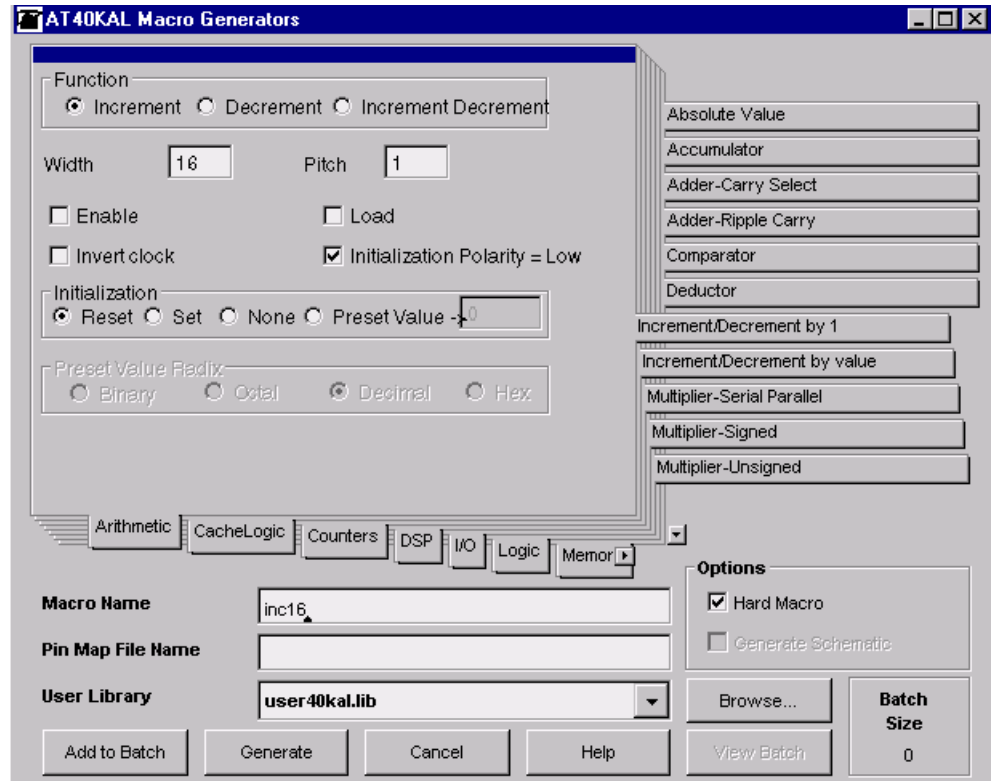 AT40KAL Macro Generators
Function
Increment Decrement Increment Decrement
Width 16 Pitch 1
Enable Load
Invert clock Initialization Polarity = Low
Initialization
Reset Set None Preset Value -> 0
Preset Value Radix
Binary Octal Decimal Hex
Absolute Value
Accumulator
Adder-Carry Select
Adder-Ripple Carry
Comparator
Deductor
Increment/Decrement by 1
Increment/Decrement by value
Multiplier-Serial Parallel
Multiplier-Signed
Multiplier-Unsigned
Arithmetic CacheLogic Counters DSP I/O Logic Memor
Macro Name inc16
Pin Map File Name
User Library user40kal.lib
Options
Hard Macro
Generate Schematic
Browse...
Batch Size
0
Add to Batch Generate Cancel Help View Batch